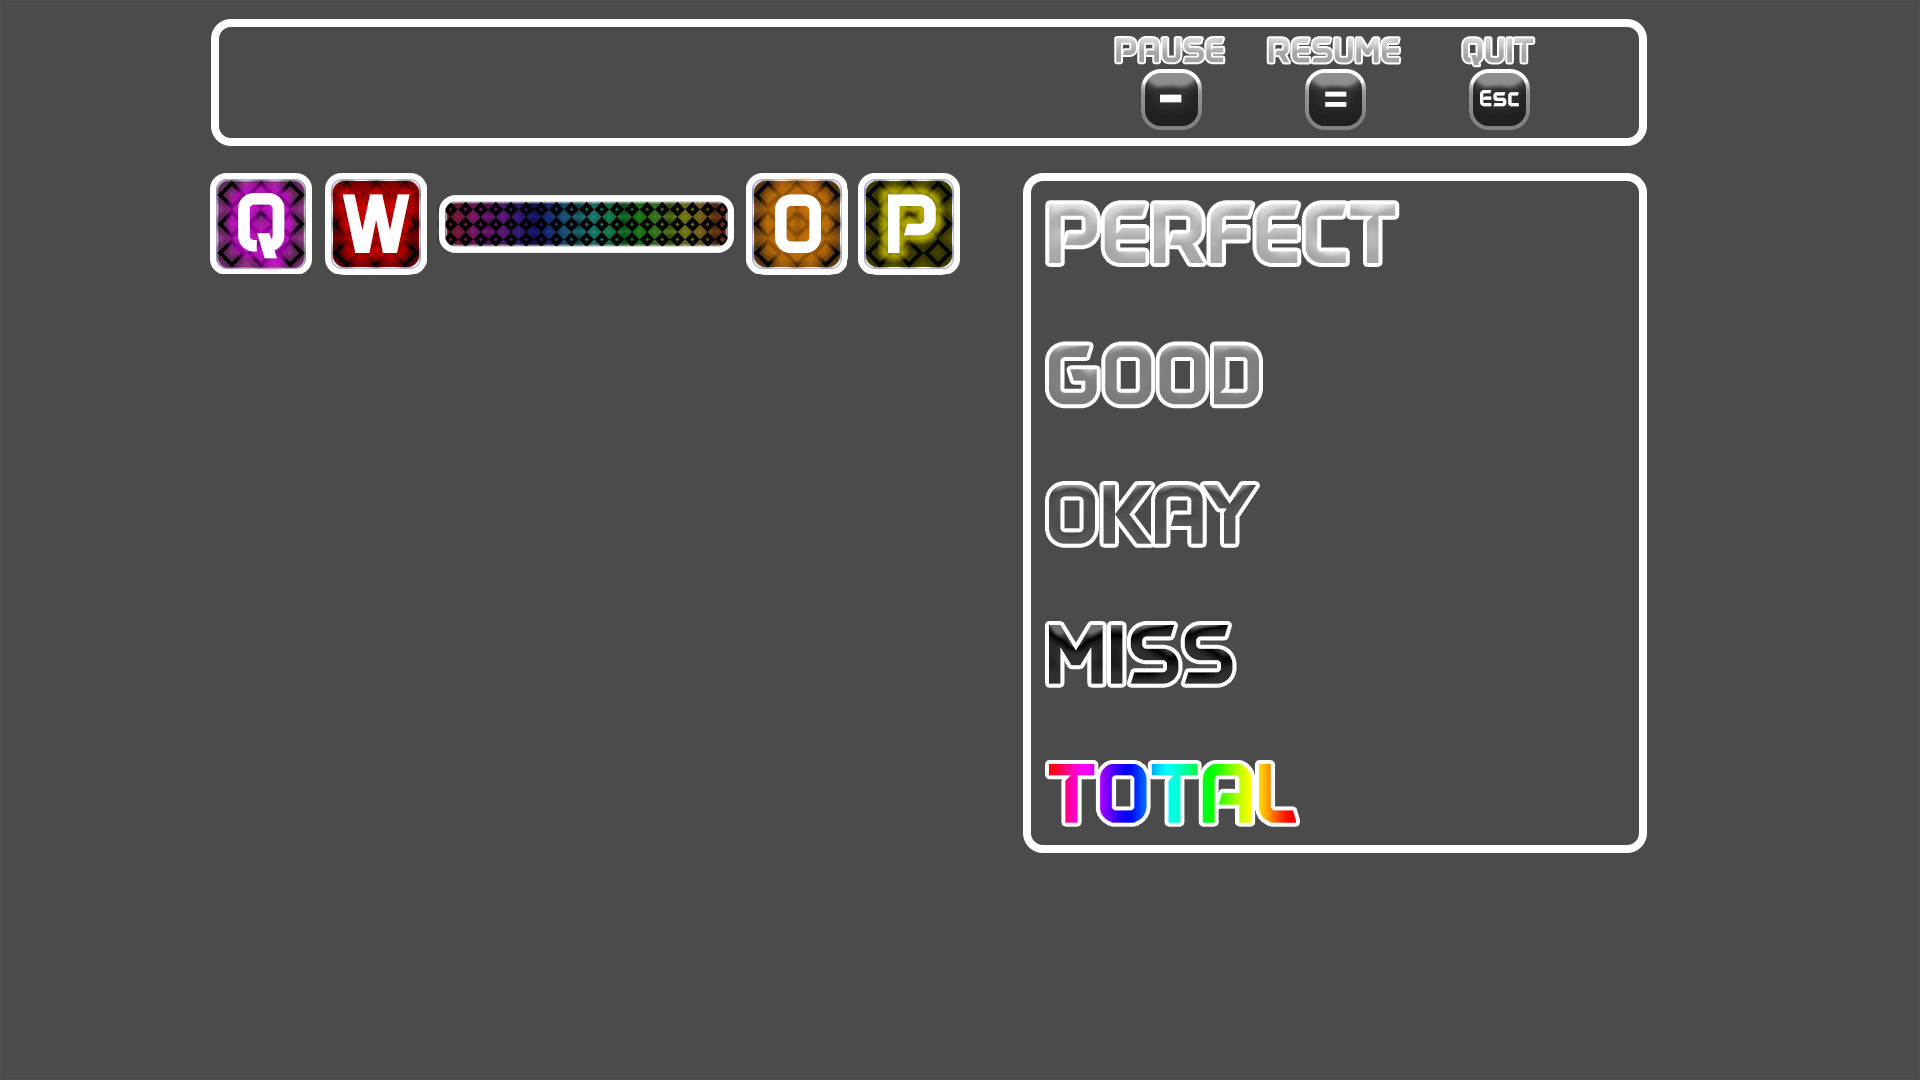 PAUSE RESUME QUIT
- = Esc
Q W O P
PERFECT
GOOD
OKAY
MISS
TOTAL